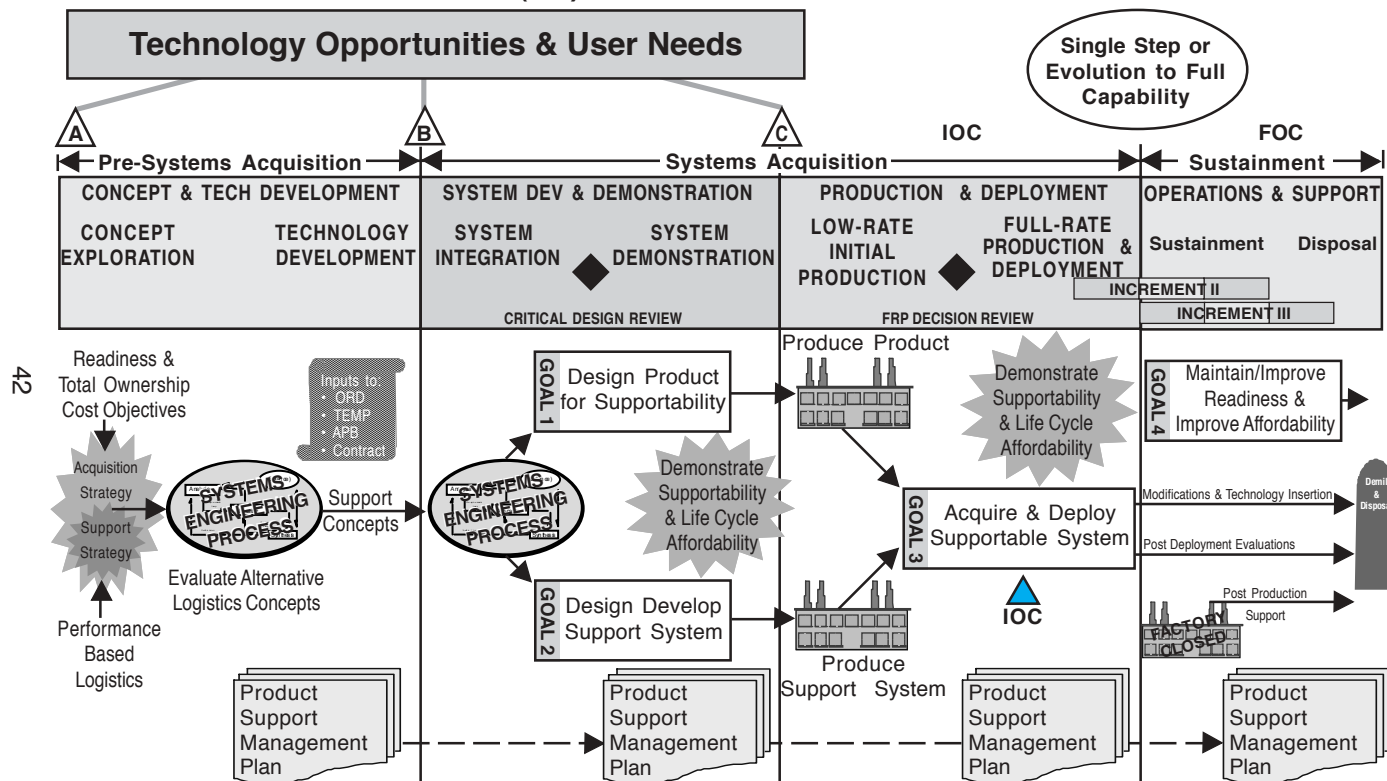 Technology Opportunities & User Needs
Single Step or
Evolution to Full
Capability
A
B
C
IOC
FOC
Pre-Systems Acquisition
Systems Acquisition
Sustainment
CONCEPT & TECH DEVELOPMENT
SYSTEM DEV & DEMONSTRATION
PRODUCTION & DEPLOYMENT
OPERATIONS & SUPPORT
CONCEPT
EXPLORATION
TECHNOLOGY
DEVELOPMENT
SYSTEM
INTEGRATION
SYSTEM
DEMONSTRATION
LOW-RATE
INITIAL
PRODUCTION
FULL-RATE
PRODUCTION &
DEPLOYMENT
Sustainment
Disposal
INCREMENT II
INCREMENT III
CRITICAL DESIGN REVIEW
FRP DECISION REVIEW
42
Readiness &
Total Ownership
Cost Objectives
Acquisition
Strategy
Support
Strategy
Performance
Based
Logistics
Inputs to:
• ORD
• TEMP
• APB
• Contract
SYSTEMS
ENGINEERING
PROCESS
Evaluate Alternative
Logistics Concepts
Support
Concepts
SYSTEMS
ENGINEERING
PROCESS
GOAL 1
Design Product
for Supportability
GOAL 2
Design Develop
Support System
Demonstrate
Supportability
& Life Cycle
Affordability
Produce Product
Produce
Support System
Demonstrate
Supportability
& Life Cycle
Affordability
GOAL 3
Acquire & Deploy
Supportable System
IOC
GOAL 4
Maintain/Improve
Readiness &
Improve Affordability
Modifications & Technology Insertion
Post Deployment Evaluations
Post Production
Support
FACTORY
CLOSED
Demil
&
Product
Support
Management
Plan
Product
Support
Management
Plan
Product
Support
Management
Plan
Product
Support
Management
Plan